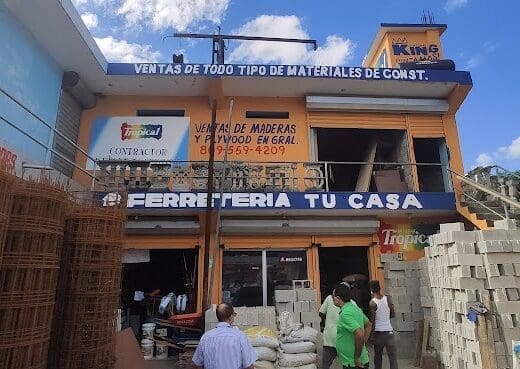 KING
VENTAS DE TODO TIPO DE MATERIALES DE CONST.
Tropical
CONTRACTOR
VENTAS DE MADERAS
Y PLYWOOD EN GRAL.
809-569-4209
FERRETERIA TU CASA
Tropical